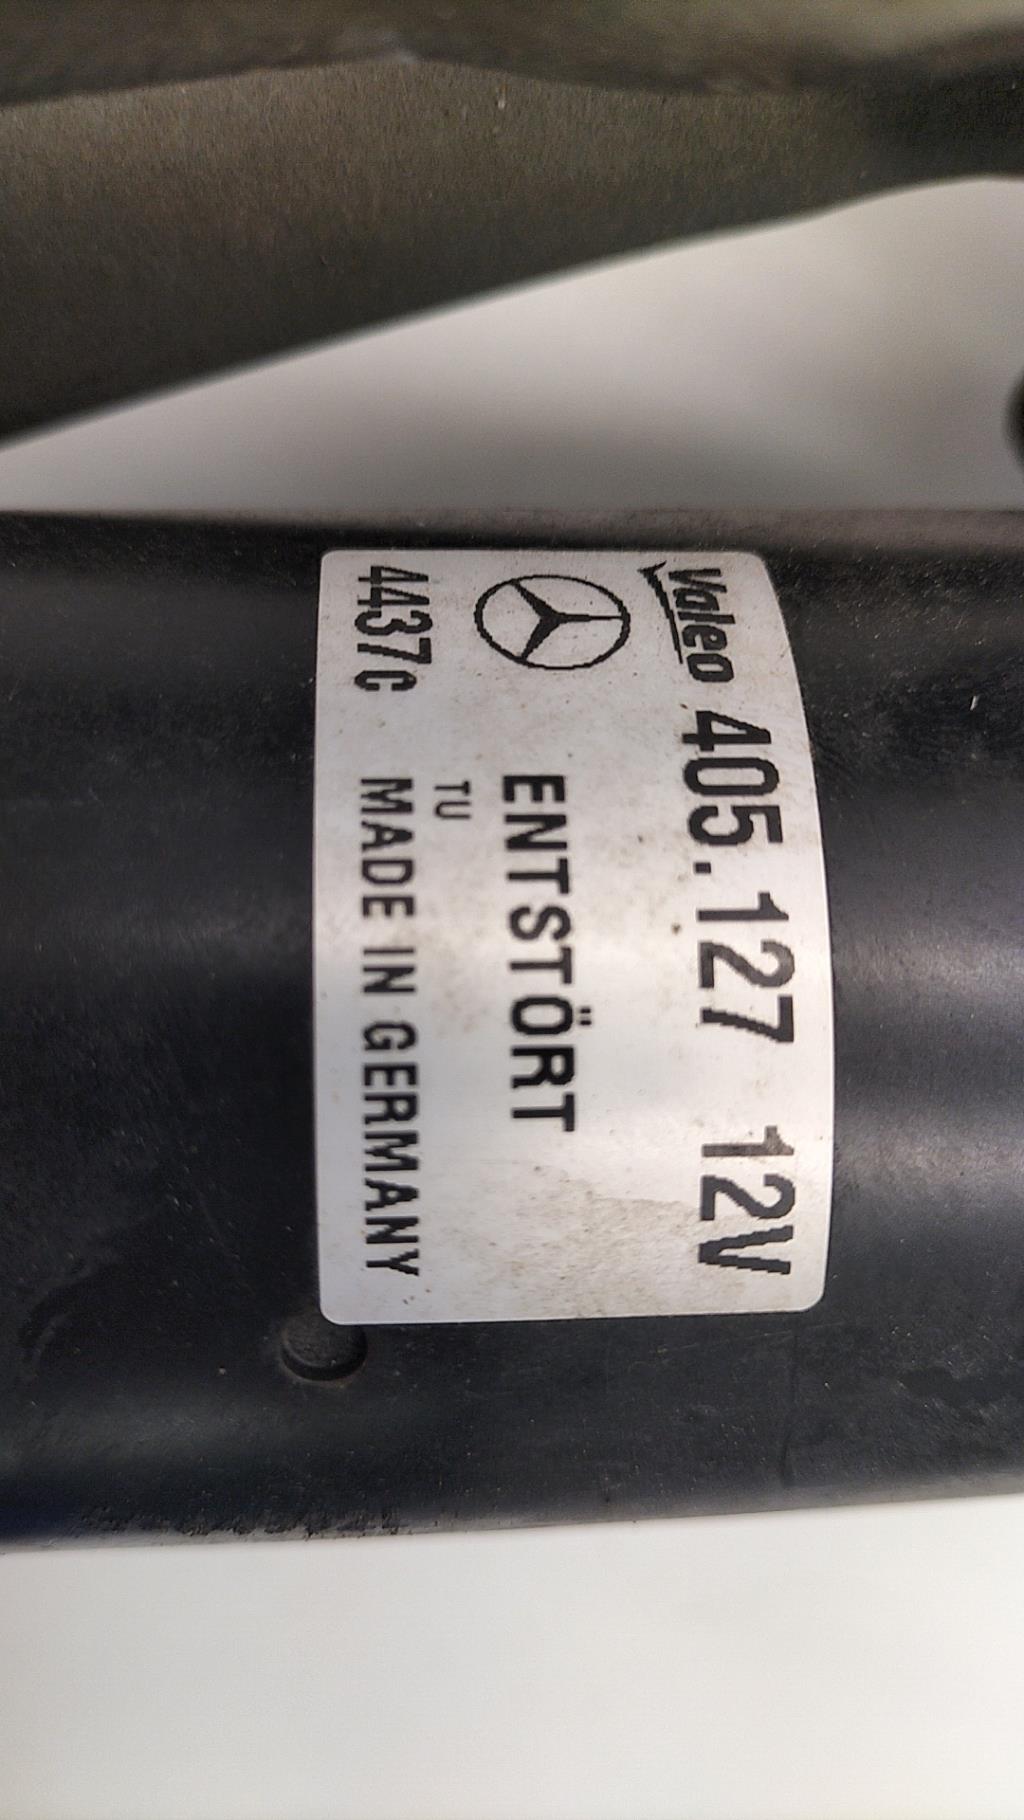 Valeo 405.127 12V
ENTSTÖRT
TU
4437C MADE IN GERMANY